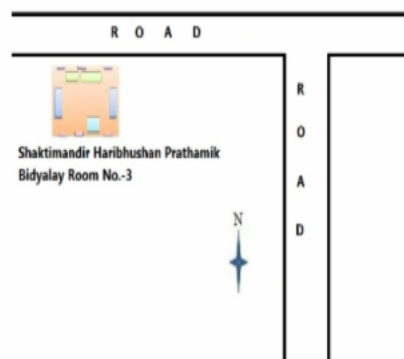 R O A D
Shaktimandir Haribhushan Prathamik
Bidyalay Room No.-3
N
R
O
A
D